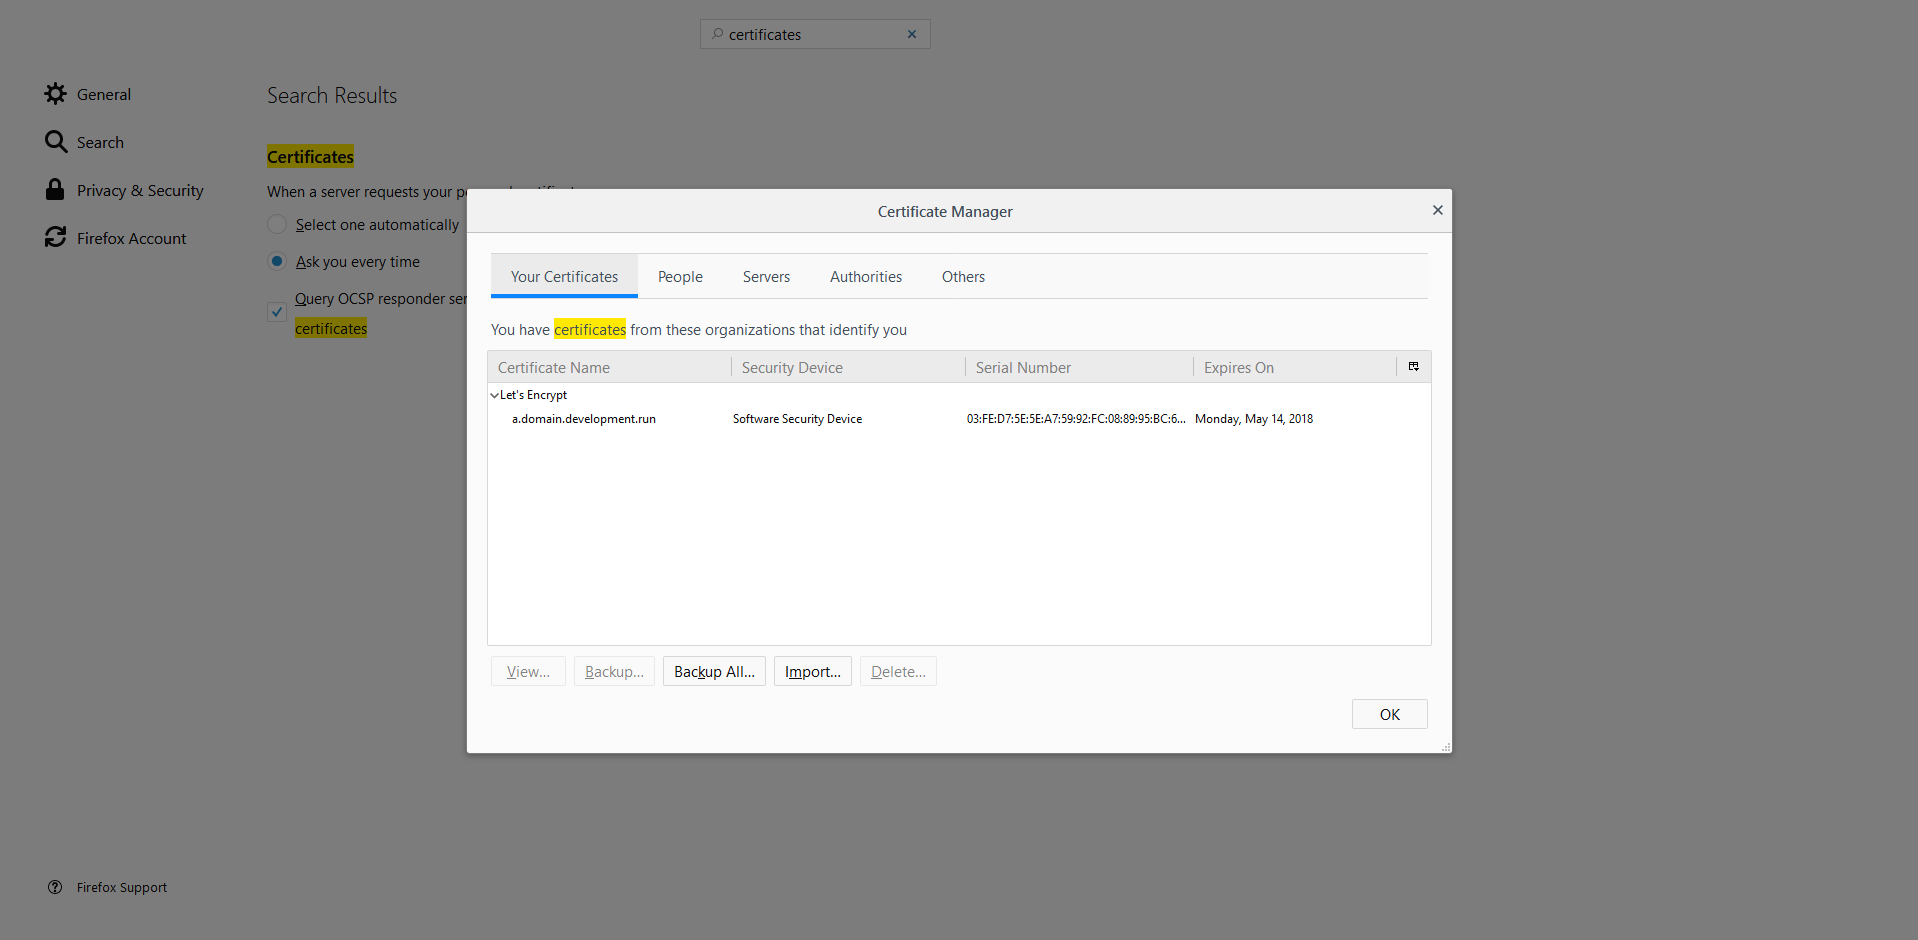 certificates
General
Search
Privacy & Security
Firefox Account
Search Results
Certificates
When a server requests your
Select one automatically
Ask you every time
Query OCSP responder
certificates
Certificate Manager
Your Certificates People Servers Authorities Others
You have certificates from these organizations that identify you
Certificate Name Security Device Serial Number Expires On
Let's Encrypt
a.domain.development.run Software Security Device 03:FE:D7:5E:5E:A7:59:92:FC:08:89:95:BC:6... Monday, May 14, 2018
View... Backup... Backup All... Import... Delete...
OK
Firefox Support